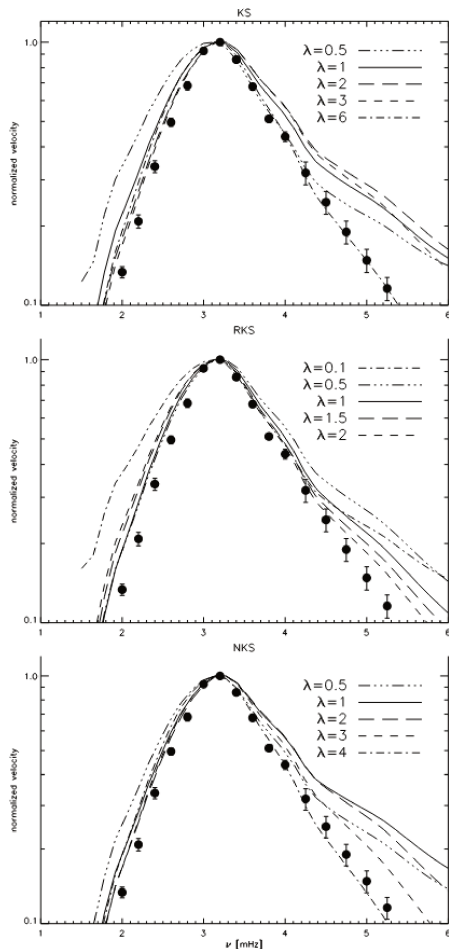 KS
normalized velocity
1.0
0.1
λ=0.5
λ=1
λ=2
λ=3
λ=6
1 2 3 4 5 6
RKS
normalized velocity
1.0
0.1
λ=0.1
λ=0.5
λ=1
λ=1.5
λ=2
1 2 3 4 5 6
NKS
normalized velocity
1.0
0.1
λ=0.5
λ=1
λ=2
λ=3
λ=4
1 2 3 4 5 6
ν [mHz]